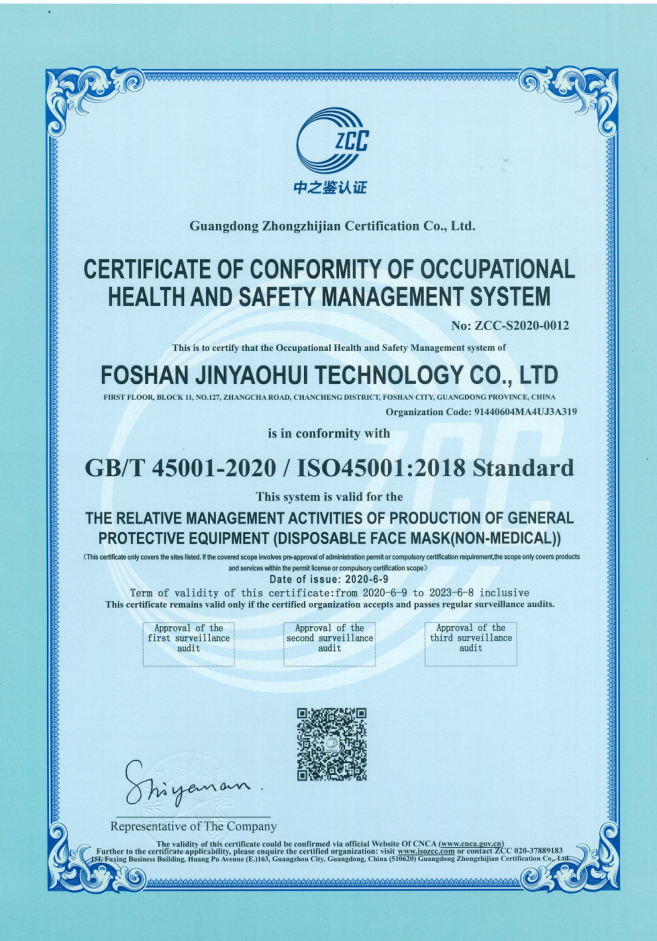 ZCC
中之鉴认证
Guangdong Zhongzhijian Certification Co., Ltd.
CERTIFICATE OF CONFORMITY OF OCCUPATIONAL
HEALTH AND SAFETY MANAGEMENT SYSTEM
No: ZCC-S2020-0012
This is to certify that the Occupational Health and Safety Management system of
FOSHAN JINYAOHUI TECHNOLOGY CO., LTD
FIRST FLOOR, BLOCK 11, NO.127, ZHANGCHA ROAD, CHANCHENG DISTRICT, FOSHAN CITY, GUANGDONG PROVINCE, CHINA
Organization Code: 91440604MA4UJ3A319
is in conformity with
GB/T 45001-2020 / ISO45001:2018 Standard
This system is valid for the
THE RELATIVE MANAGEMENT ACTIVITIES OF PRODUCTION OF GENERAL
PROTECTIVE EQUIPMENT (DISPOSABLE FACE MASK(NON-MEDICAL))
(This certificate only covers the sites listed. If the covered scope involves pre-approval of administration permit or compulsory certification requirement,the scope only covers products
and services within the permit license or compulsory certification scope)
Date of issue: 2020-6-9
Term of validity of this certificate:from 2020-6-9 to 2023-6-8 inclusive
This certificate remains valid only if the certified organization accepts and passes regular surveillance audits.
Approval of the first surveillance audit
Approval of the second surveillance audit
Approval of the third surveillance audit
Shiyanan.
Representative of The Company
The validity of this certificate could be confirmed via official Website Of CNCA (www.cnca.gov.cn)
Further to the certificate applicability, please enquire the certified organization: visit www.isozcc.com or contact ZCC 020-37889183
15L Fuxing Business Building, Huang Pu Avenue (E.)163, Guangzhou City, Guangdong, China (510620) Guangdong Zhongzhijian Certification Co., Ltd.